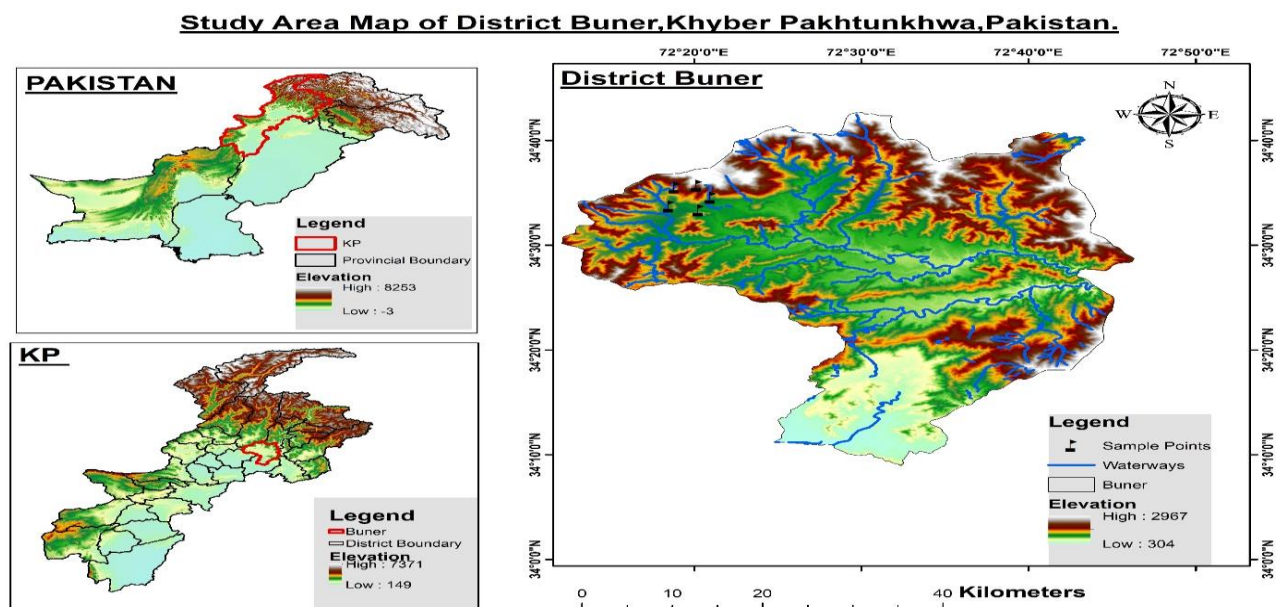 Study Area Map of District Buner,Khyber Pakhtunkhwa,Pakistan.
PAKISTAN
Legend
KP
Provincial Boundary
Elevation
High : 8253
Low : -3
KP
Legend
Buner
District Boundary
Elevation
High : 7371
Low : 149
72°20'0"E
72°30'0"E
72°40'0"E
72°50'0"E
District Buner
N
W
E
S
34°40'0"N
34°30'0"N
34°20'0"N
34°10'0"N
34°0'0"N
34°40'0"N
34°30'0"N
34°20'0"N
34°10'0"N
34°0'0"N
Legend
Sample Points
Waterways
Buner
Elevation
High : 2967
Low : 304
0 10 20 40 Kilometers